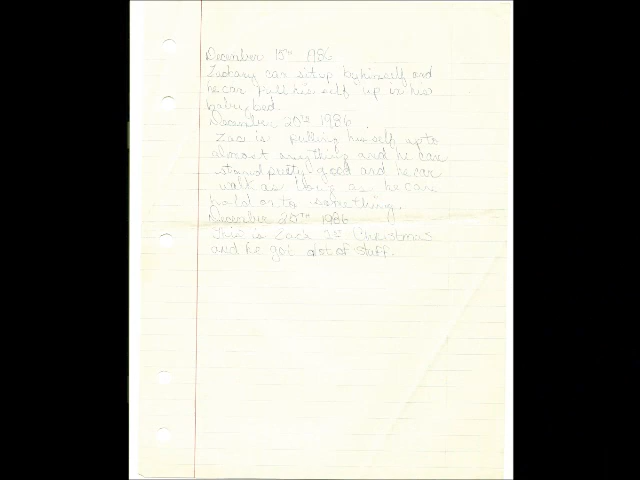 December 15th 1986
Zachary can sit up by himself and
he can pull his self up in his
baby bed.
December 20th 1986.
Zac is pulling his self up to
almost anything and he can
stand pretty good and he can
walk as long as he can
hold on to something.
December 25th 1986
This is Zack 1st Christmas
and he got alot of stuff.